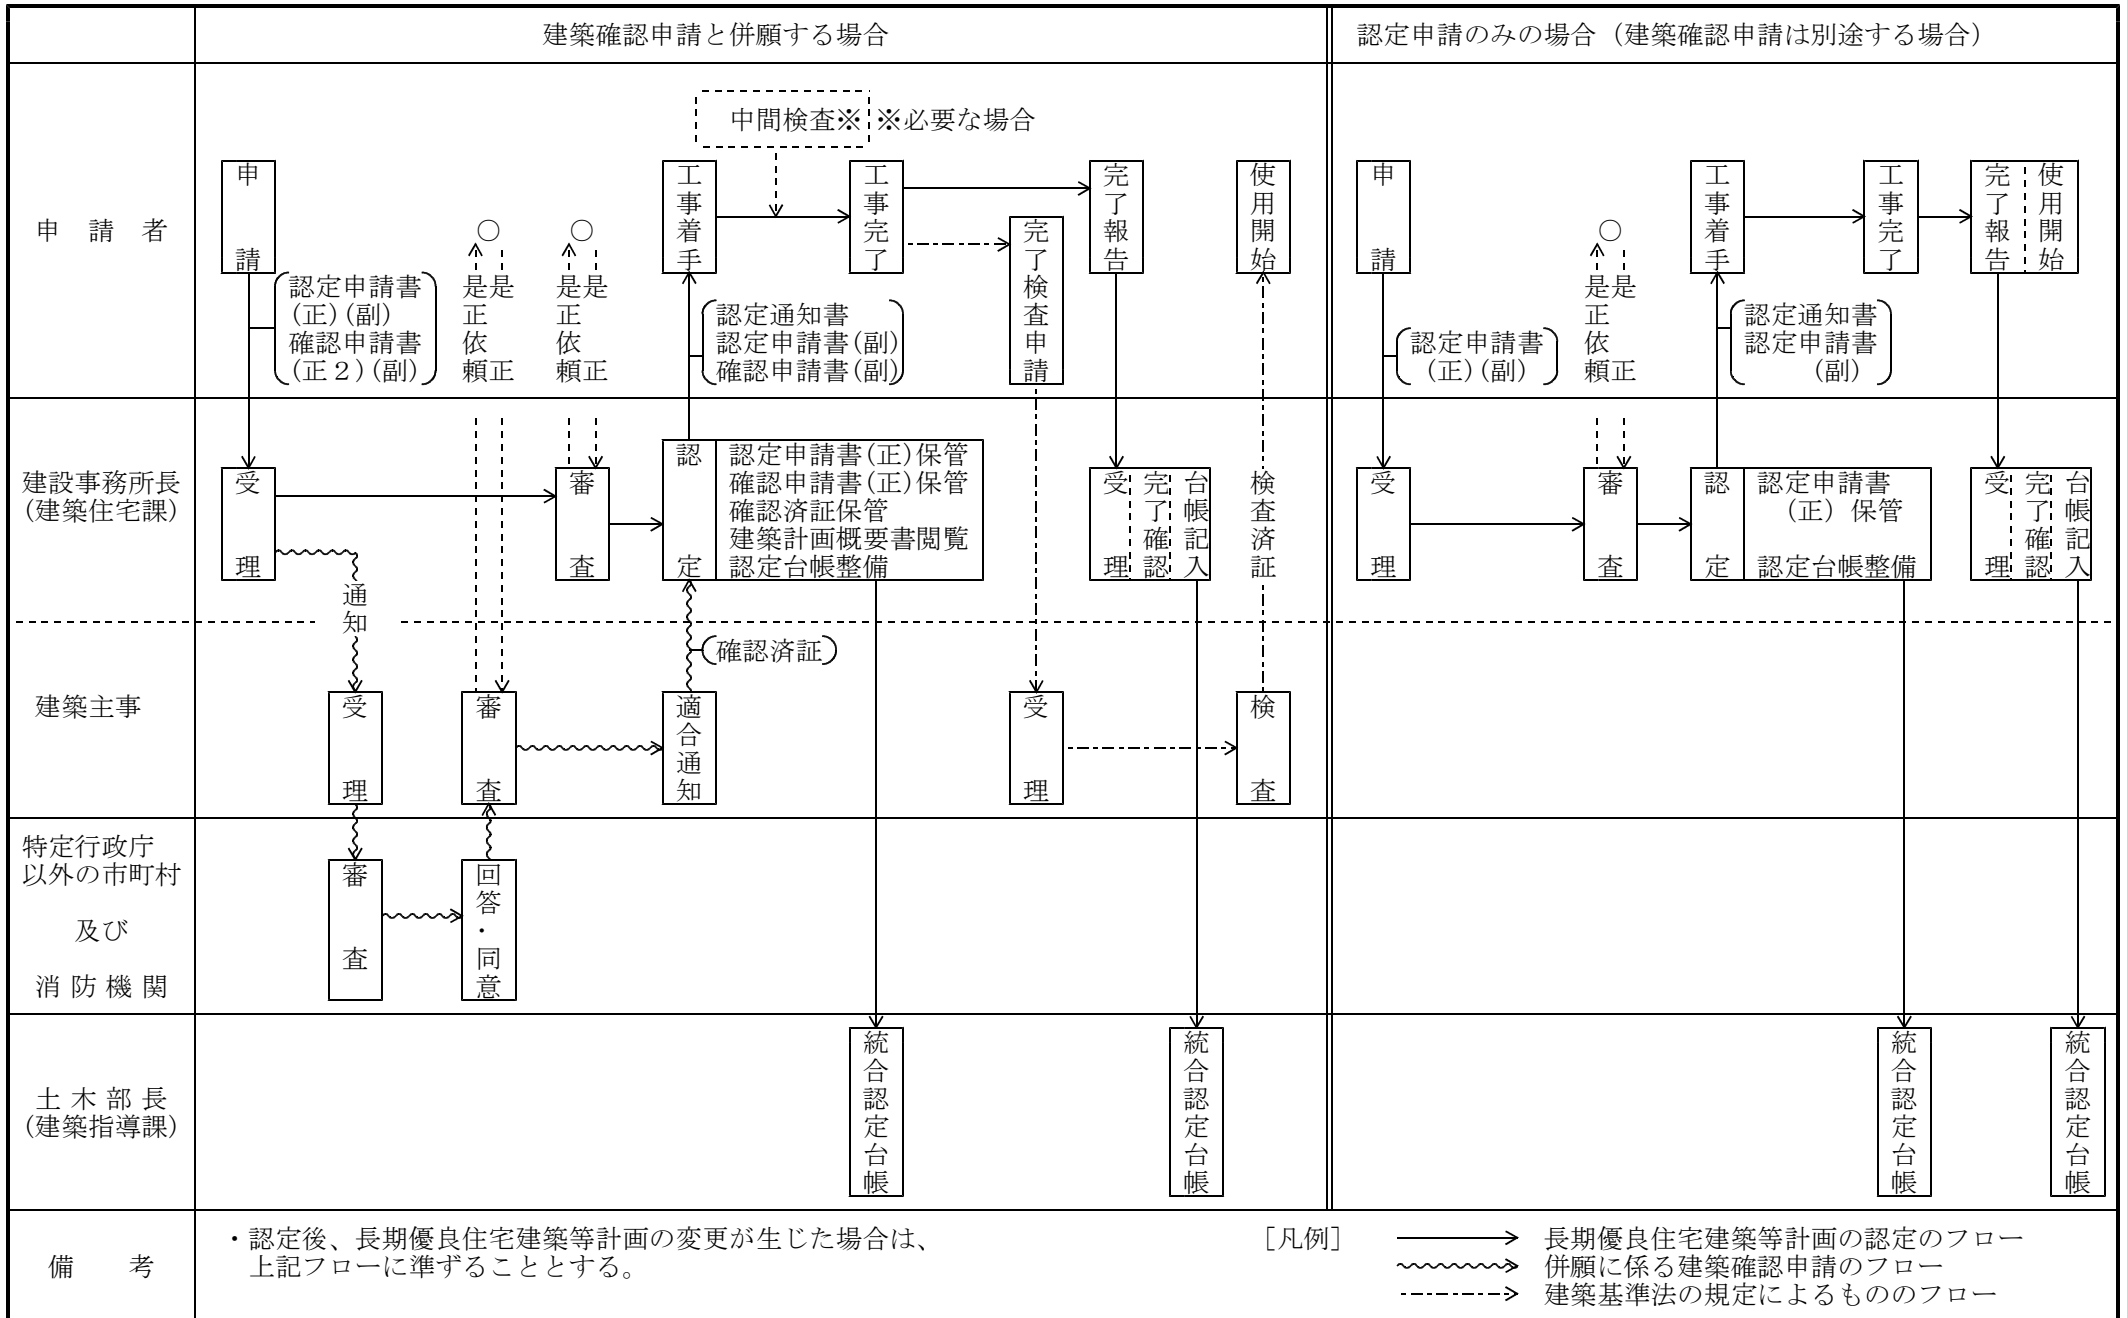 建築確認申請と併願する場合
認定申請のみの場合（建築確認申請は別途する場合）
申　請　者
中間検査※
※必要な場合
申請
認定申請書
(正)(副)
確認申請書
(正２)(副)
○
是正依頼
是正
○
是正依頼
是正
工事着手
認定通知書
認定申請書(副)
確認申請書(副)
工事完了
完了検査申請
完了報告
使用開始
申請
認定申請書
(正)(副)
○
是正依頼
是正
工事着手
認定通知書
認定申請書
(副)
工事完了
完了報告
使用開始
建設事務所長
(建築住宅課)
受理
通知
審査
認定
認定申請書(正)保管
確認申請書(正)保管
確認済証保管
建築計画概要書閲覧
認定台帳整備
受理
完了確認
台帳記入
検査済証
受理
審査
認定
認定申請書
（正）保管
認定台帳整備
受理
完了確認
台帳記入
建築主事
受理
審査
適合通知
確認済証
受理
検査
特定行政庁
以外の市町村
及び
消 防 機 関
審査
回答・同意
土 木 部 長
(建築指導課)
統合認定台帳
統合認定台帳
統合認定台帳
統合認定台帳
備　　考
・認定後、長期優良住宅建築等計画の変更が生じた場合は、
上記フローに準ずることとする。
［凡例］
長期優良住宅建築等計画の認定のフロー
併願に係る建築確認申請のフロー
建築基準法の規定によるもののフロー